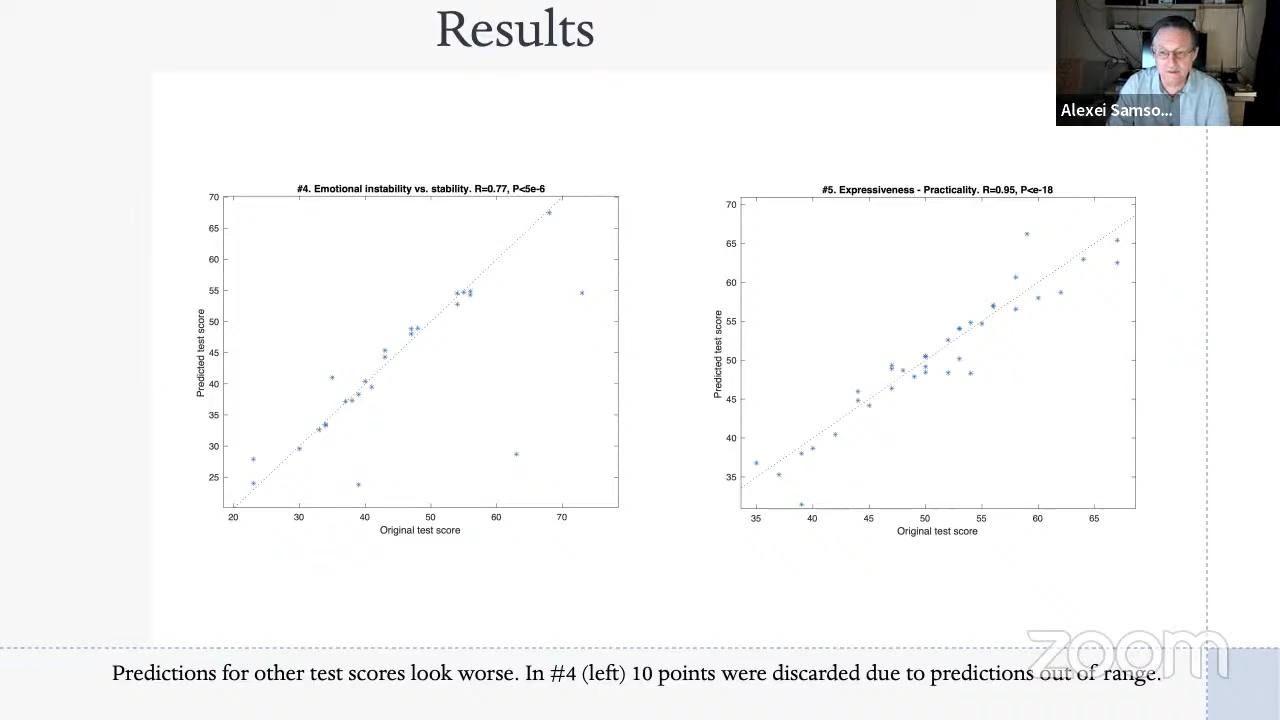 Results
Alexei Samso...
#4. Emotional instability vs. stability. R=0.77, P<5e-6
70
65
60
55
50
45
40
35
30
25
Predicted test score
20 30 40 50 60 70
Original test score
#5. Expressiveness - Practicality. R=0.95, P<e-18
70
65
60
55
50
45
40
35
Predicted test score
35 40 45 50 55 60 65
Original test score
zoom
Predictions for other test scores look worse. In #4 (left) 10 points were discarded due to predictions out of range.